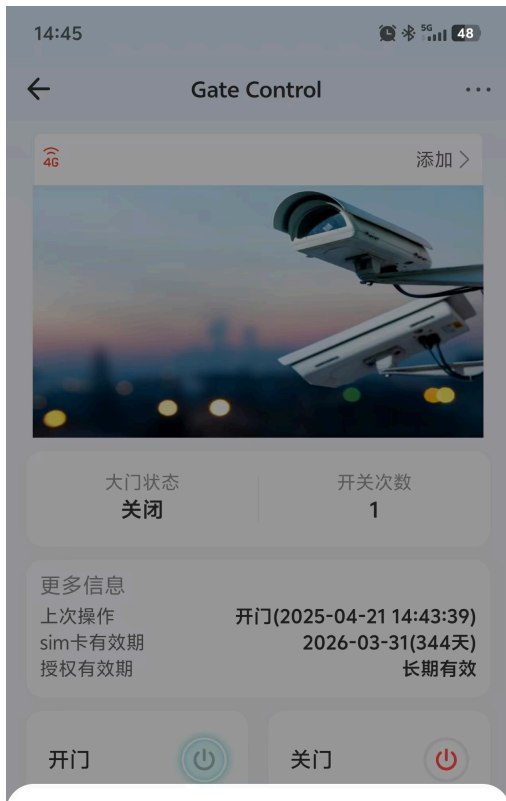 14:45
5G
48
Gate Control
4G
添加
大门状态 开关次数
关闭 1
更多信息
上次操作 开门(2025-04-21 14:43:39)
sim卡有效期 2026-03-31(344天)
授权有效期 长期有效
开门 关门